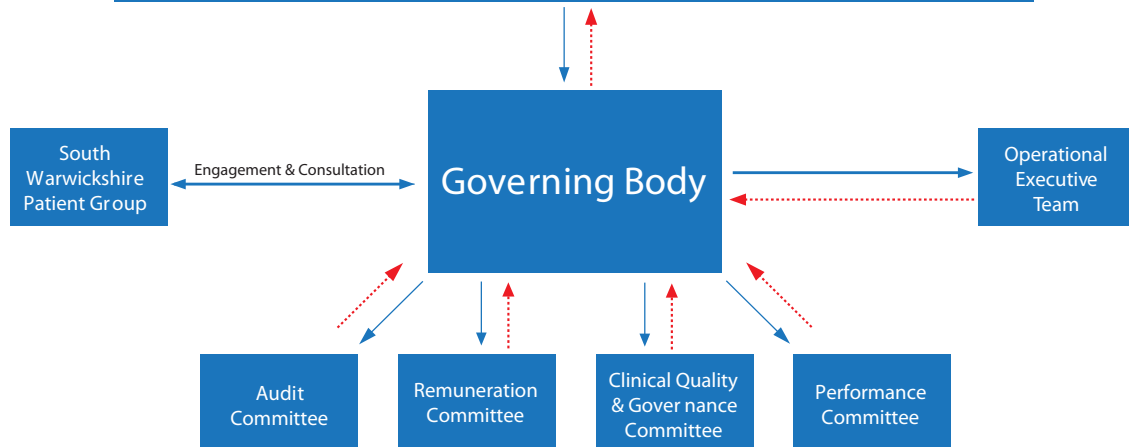 South
Warwickshire
Patient Group
Engagement & Consultation
Governing Body
Operational
Executive
Team
Audit
Committee
Remuneration
Committee
Clinical Quality
& Gover nance
Committee
Performance
Committee